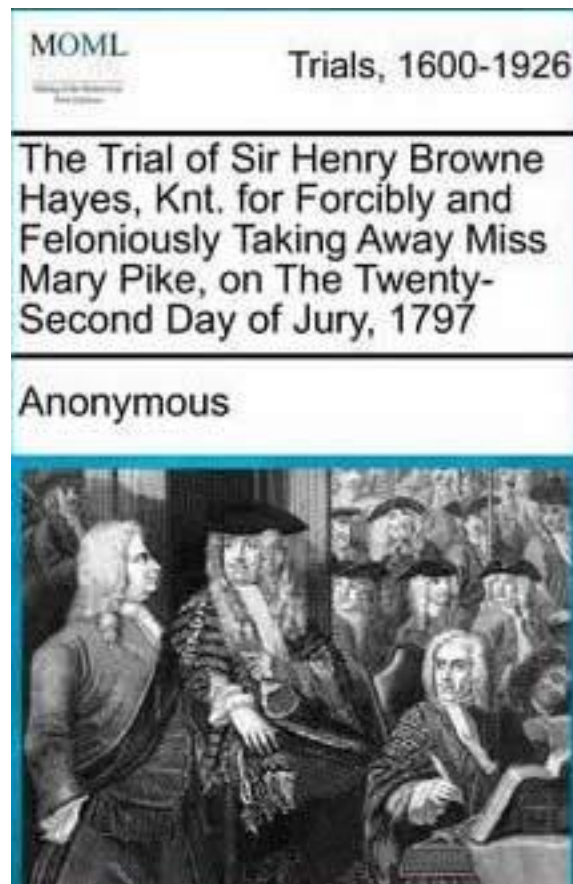 MOML
Trials, 1600-1926
The Trial of Sir Henry Browne
Hayes, Knt. for Forcibly and
Feloniously Taking Away Miss
Mary Pike, on The Twenty-
Second Day of Jury, 1797
Anonymous